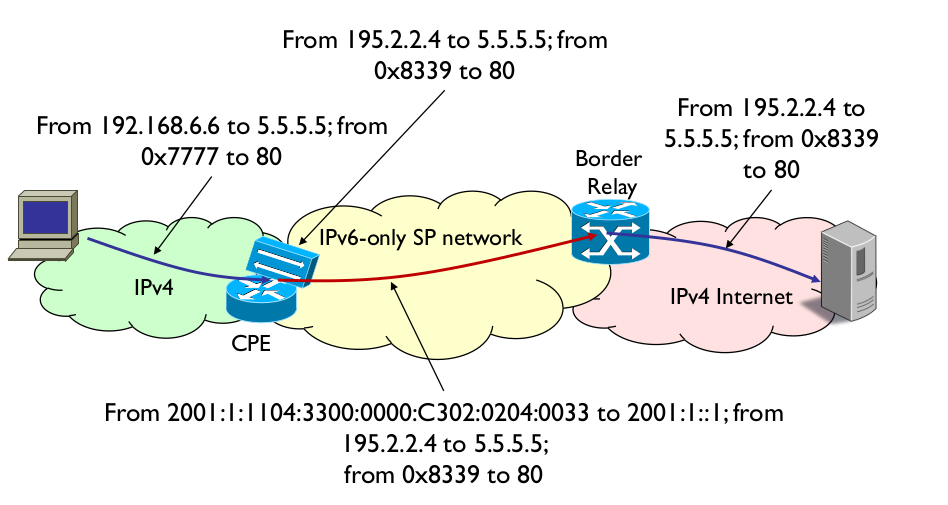 From 195.2.2.4 to 5.5.5.5; from
0x8339 to 80
From 192.168.6.6 to 5.5.5.5; from
0x7777 to 80
From 195.2.2.4 to
5.5.5.5; from 0x8339
to 80
Border
Relay
IPv6-only SP network
IPv4
IPv4 Internet
CPE
From 2001:1:1104:3300:0000:C302:0204:0033 to 2001:1::1; from
195.2.2.4 to 5.5.5.5;
from 0x8339 to 80